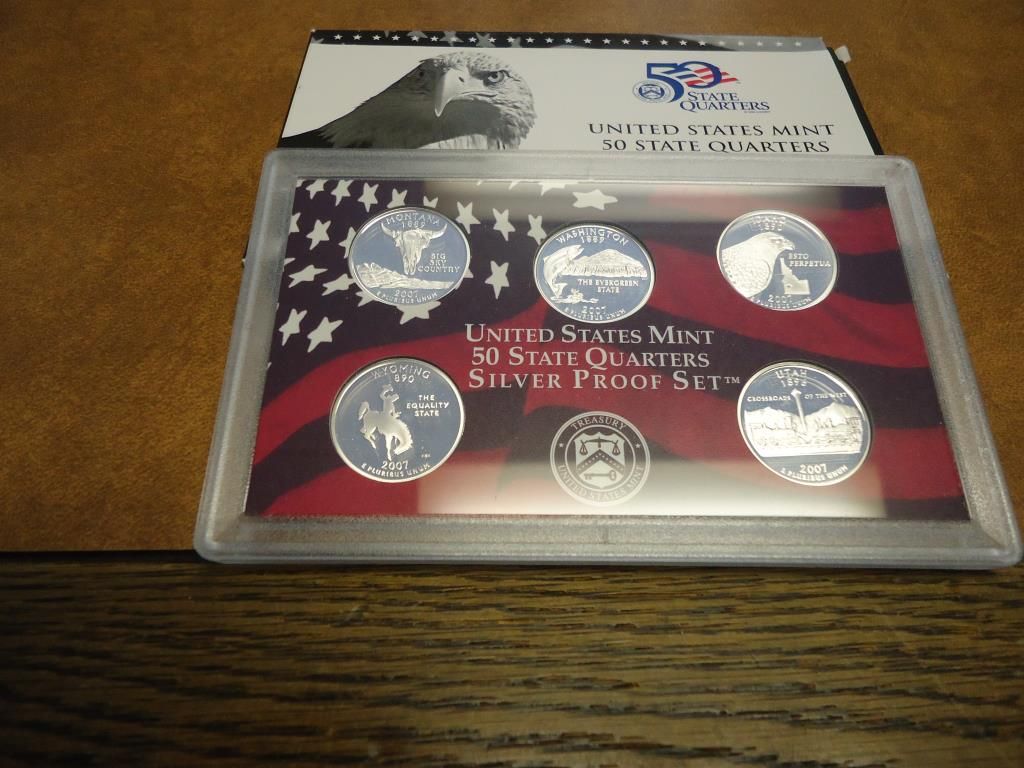 50
STATE
QUARTERS
UNITED STATES MINT
50 STATE QUARTERS
MONTANA
1889
BIG
SKY
COUNTRY
2007
E PLURIBUS UNUM
WASHINGTON
1889
THE EVERGREEN
STATE
2007
E PLURIBUS UNUM
IDAHO
1890
ESTO
PERPETUA
2007
E PLURIBUS UNUM
UNITED STATES MINT
50 STATE QUARTERS
SILVER PROOF SET™
WYOMING
1890
THE
EQUALITY
STATE
2007
E PLURIBUS UNUM
TREASURY
UNITED STATES MINT
UTAH
1896
CROSSROADS OF THE WEST
2007
E PLURIBUS UNUM